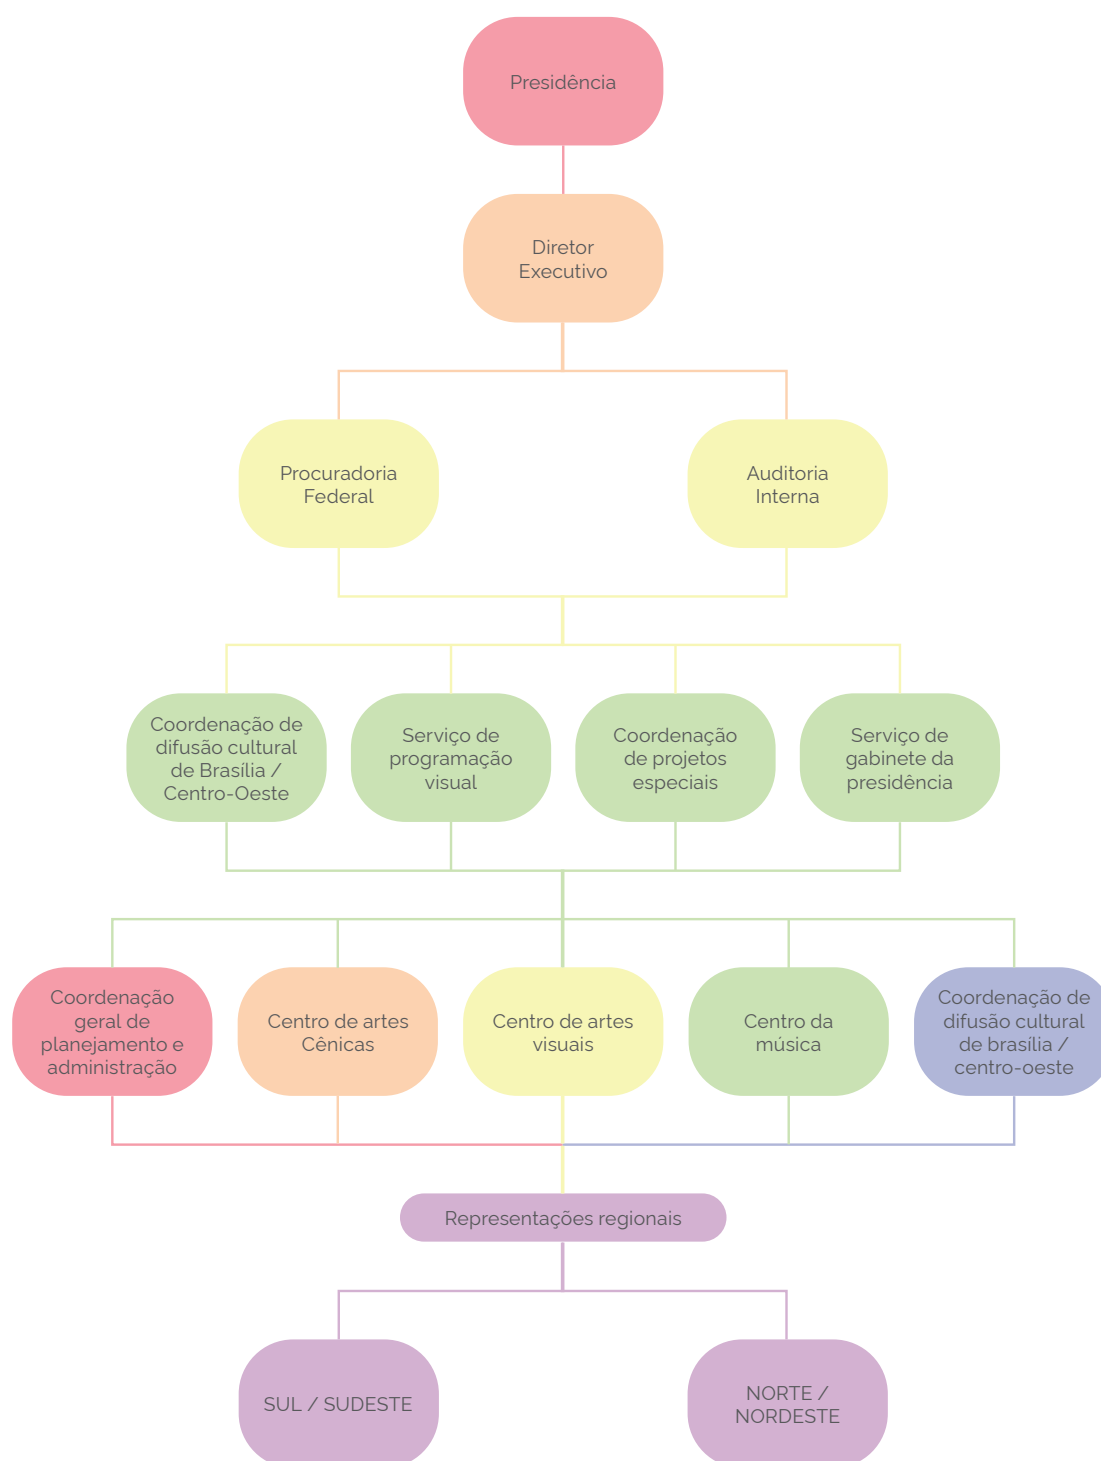 Presidência
Diretor
Executivo
Procuradoria
Federal
Auditoria
Interna
Coordenação de
difusão cultural
de Brasília /
Centro-Oeste
Serviço de
programação
visual
Coordenação
de projetos
especiais
Serviço de
gabinete da
presidência
Coordenação
geral de
planejamento e
administração
Centro de artes
Cênicas
Centro de artes
visuais
Centro da
música
Coordenação de
difusão cultural
de brasília /
centro-oeste
Representações regionais
SUL / SUDESTE
NORTE /
NORDESTE